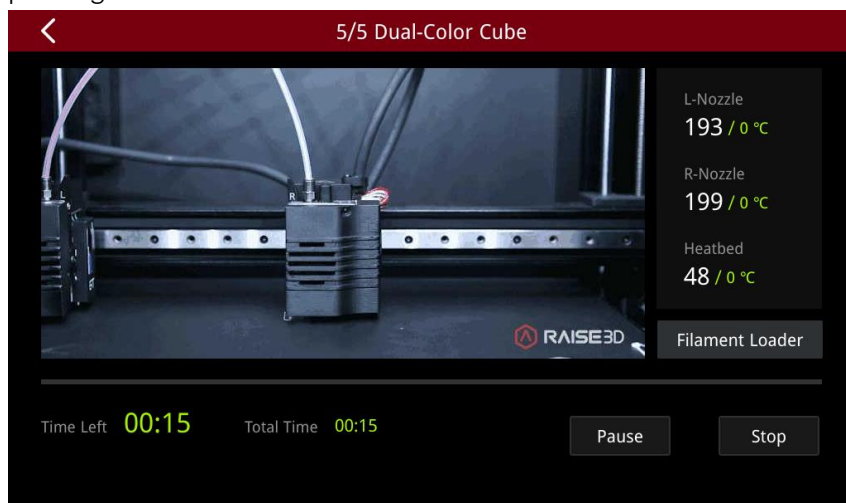 5/5 Dual-Color Cube
L-Nozzle
193 / 0 ℃
R-Nozzle
199 / 0 ℃
Heatbed
48 / 0 ℃
R
RAISE3D
Filament Loader
Time Left 00:15 Total Time 00:15
Pause
Stop